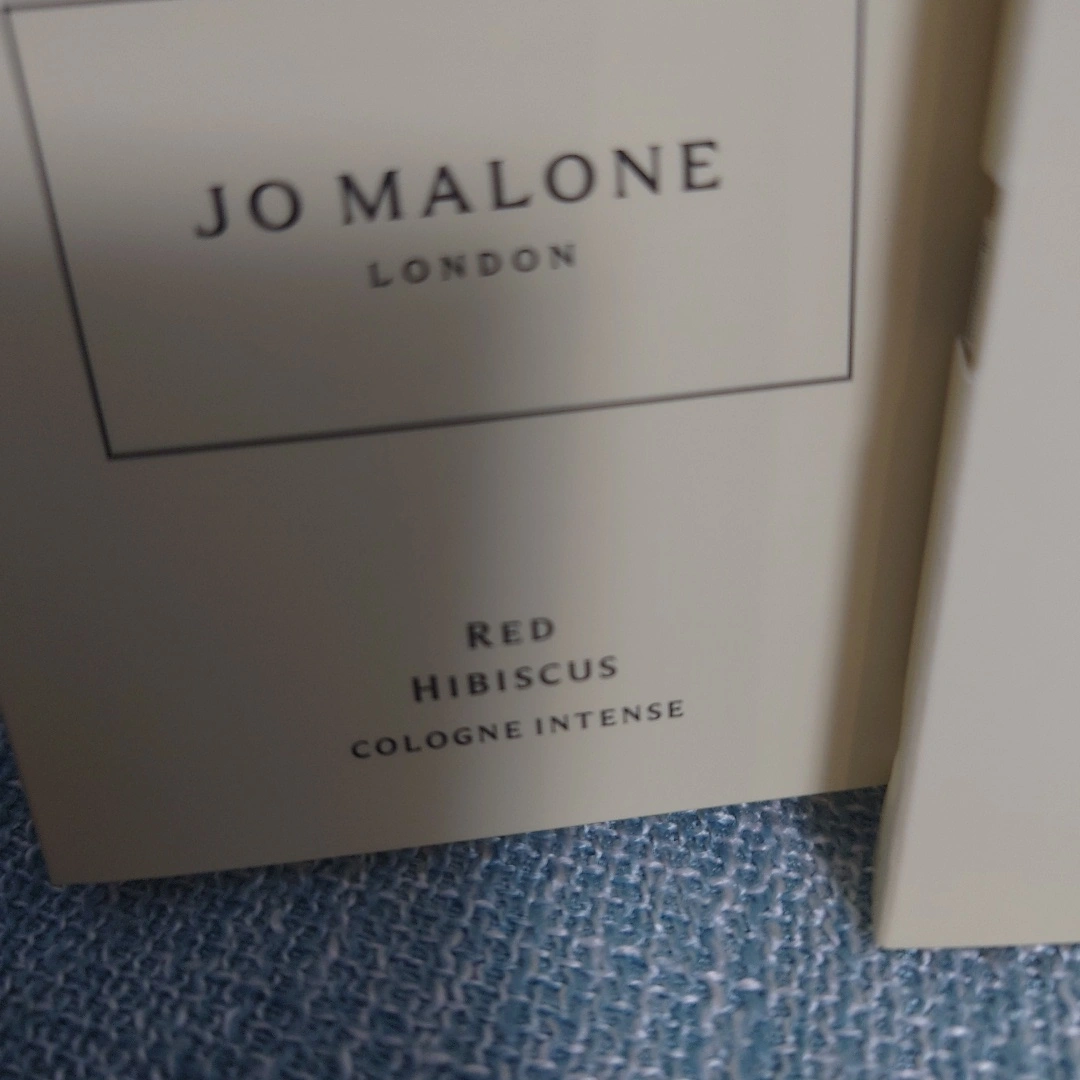 JO MALONE
LONDON
RED
HIBISCUS
COLOGNE INTENSE